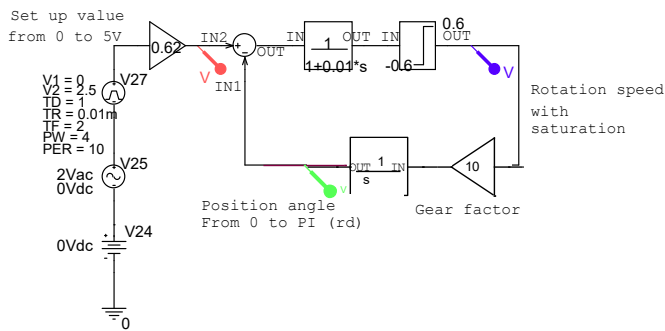 Set up value
from 0 to 5V
0.62
IN2
+
-
OUT
IN1
V
IN
1
1+0.01*s
OUT
IN
0.6
-0.6
OUT
V
Rotation speed
with
saturation
V1 = 0
V2 = 2.5
TD = 1
TR = 0.01m
TF = 2
PW = 4
PER = 10
V27
V25
2Vac
0Vdc
V24
0Vdc
+
-
0
OUT
1
s
IN
10
V
Position angle
From 0 to PI (rd)
Gear factor